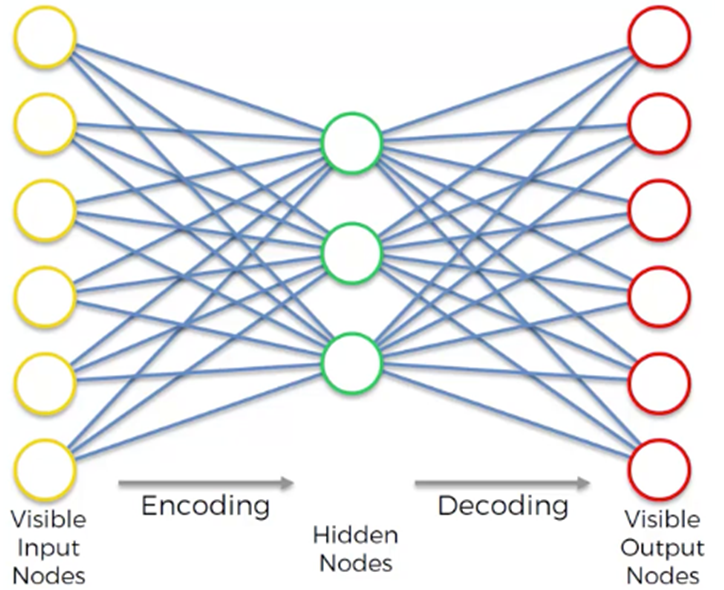 Encoding
Decoding
Visible
Input
Nodes
Hidden
Nodes
Visible
Output
Nodes